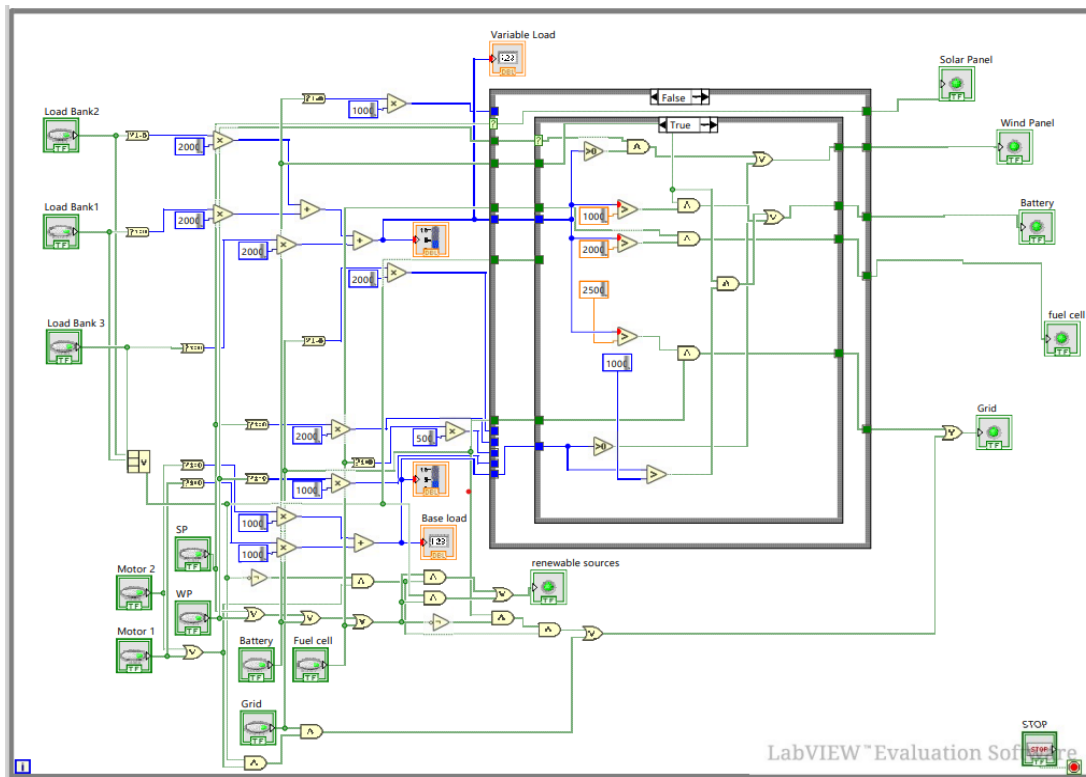 Variable Load
Solar Panel
False
1000
Load Bank2
Wind Panel
True
2000
Load Bank1
2000
1000
Battery
2000
2000
2000
2500
Load Bank 3
fuel cell
1000
Grid
2000
500
1000
Base load
1000
1000
SP
renewable sources
Motor 2
WP
Motor 1
Battery
Fuel cell
Grid
STOP
STOP
LabVIEW™ Evaluation Software
i